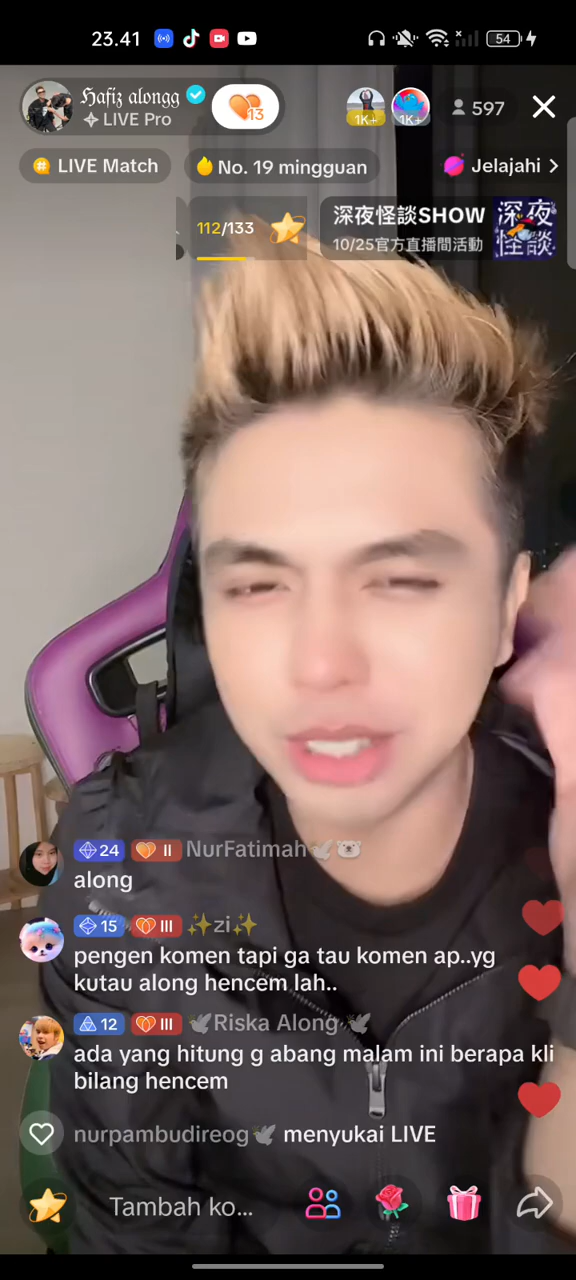 23.41
54
Hafiz alongg
LIVE Pro
13
1K+
1K+
597
LIVE Match
No. 19 mingguan
Jelajahi
112/133
深夜怪談SHOW
10/25官方直播間活動
深夜
怪談
24 II NurFatimah
along
15 III ✨zi✨
pengen komen tapi ga tau komen ap..yg
kutau along hencem lah..
12 III 🕊Riska Along🕊
ada yang hitung g abang malam ini berapa kli
bilang hencem
nurpambudireog🕊 menyukai LIVE
Tambah ko...